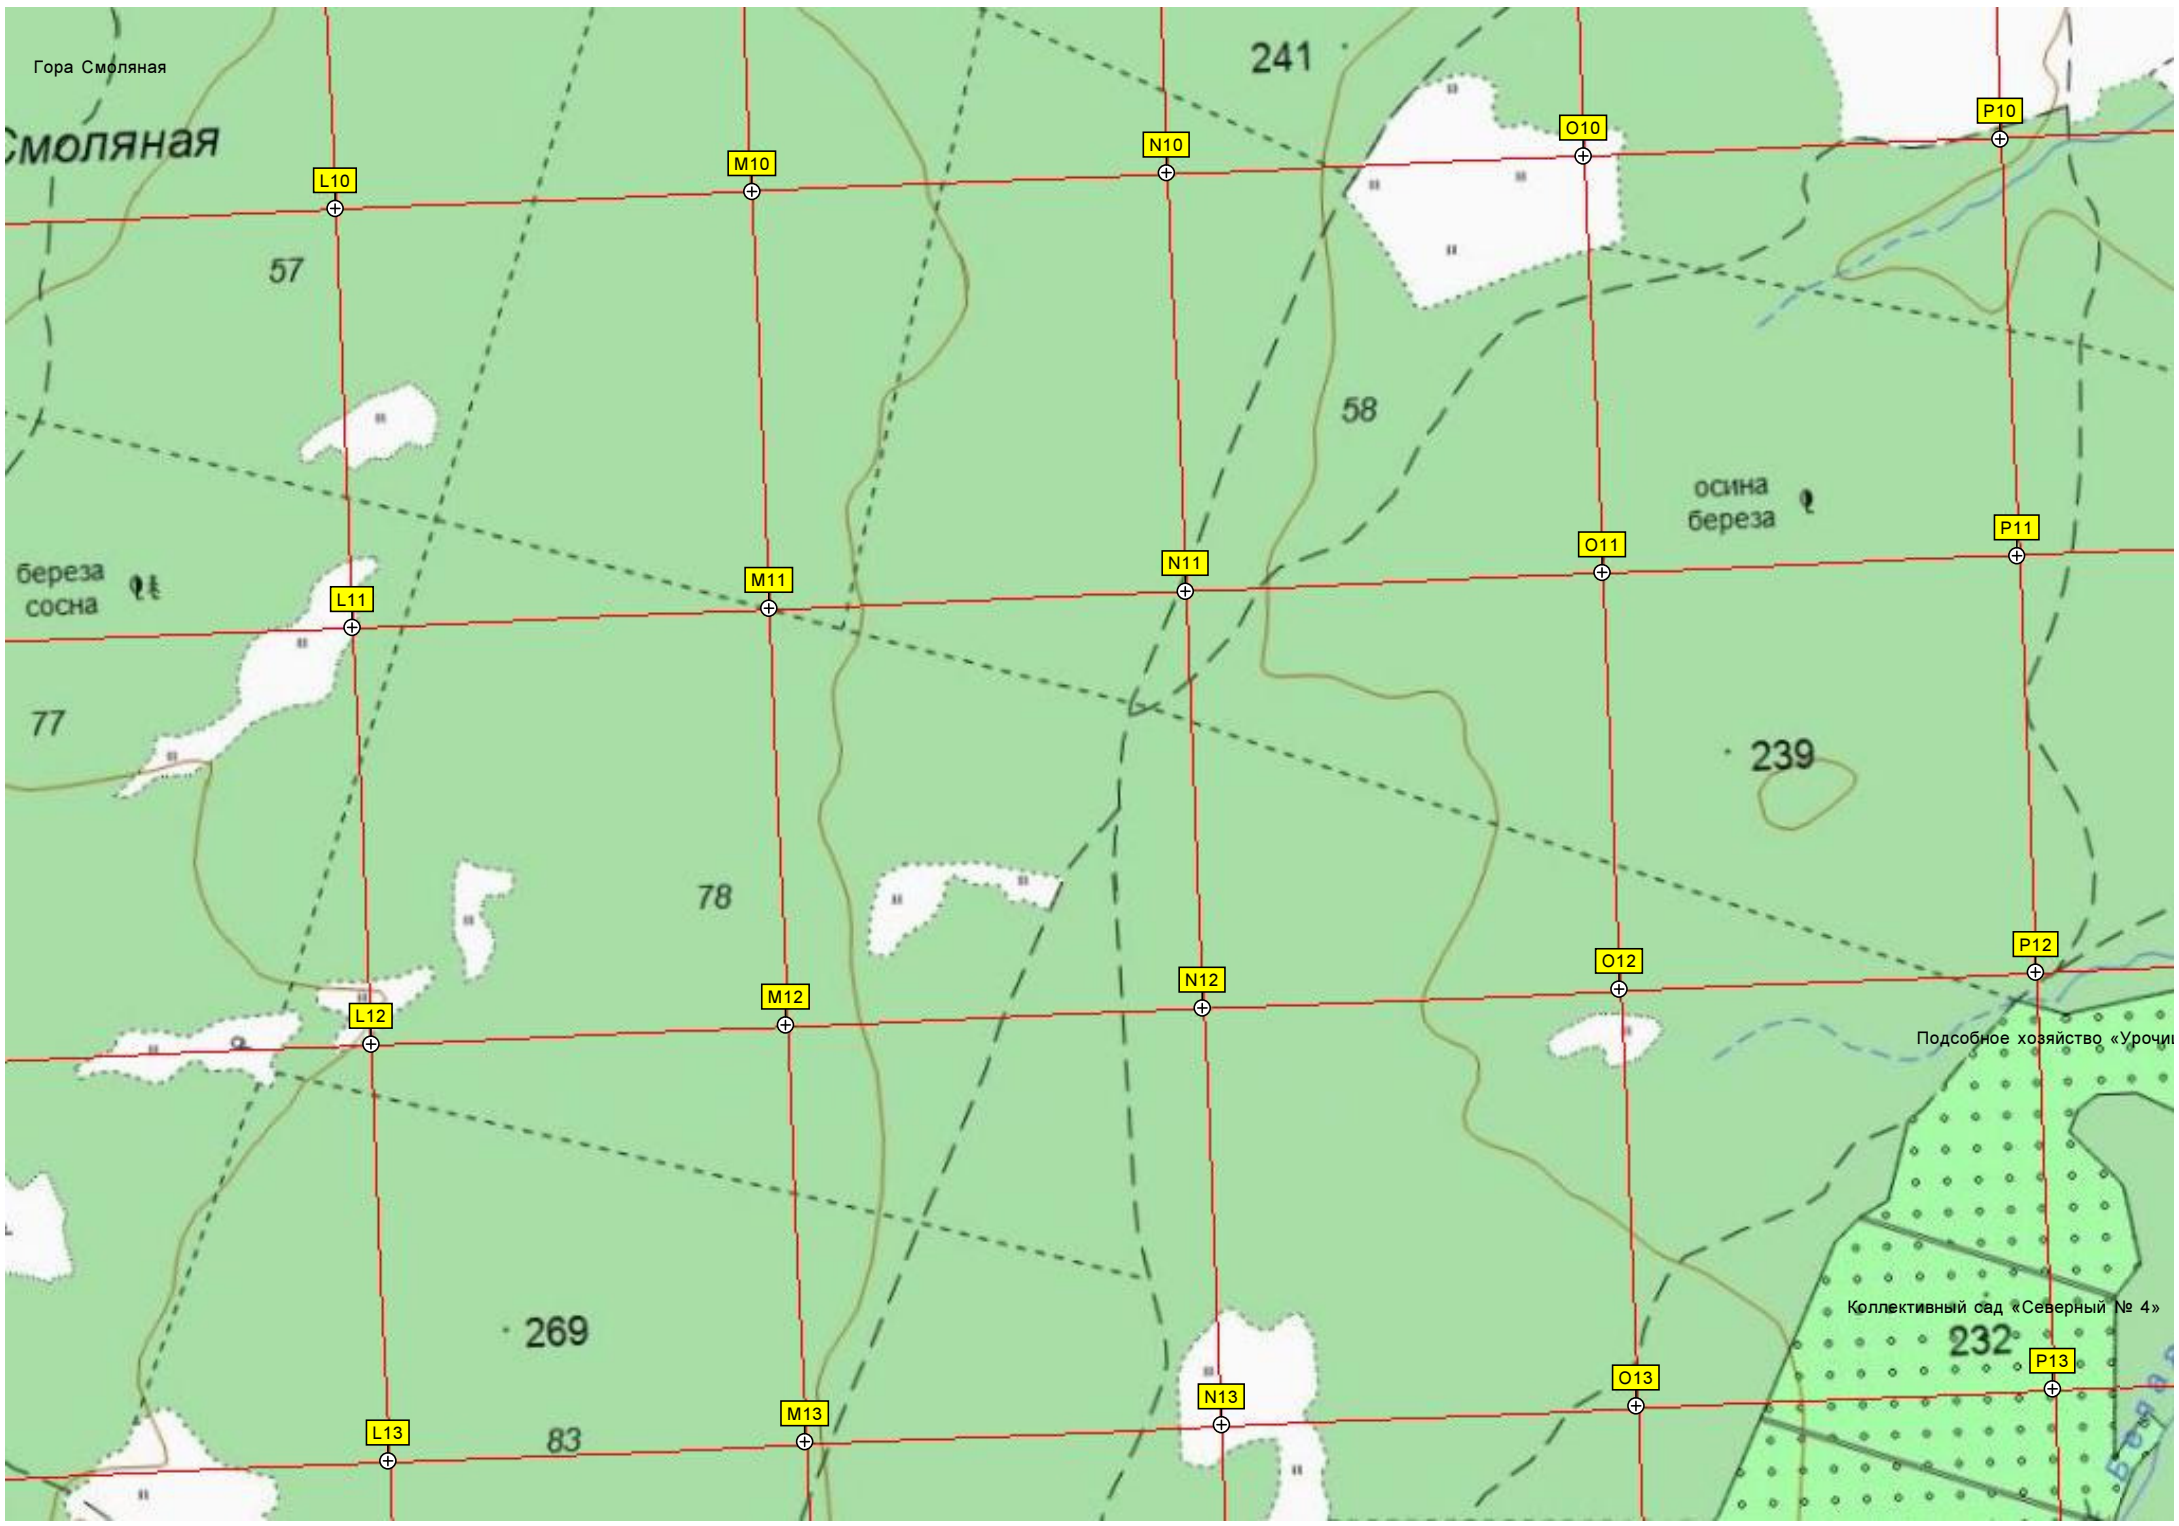 Гора Смоляная
241
P10
O10
Смоляная
N10
M10
L10
57
58
осина
береза
P11
O11
N11
береза
сосна
M11
L11
77
239
78
P12
O12
N12
M12
L12
Подсобное хозяйство «Урочи
Коллективный сад «Северный № 4»
269
232
P13
O13
N13
M13
L13
83